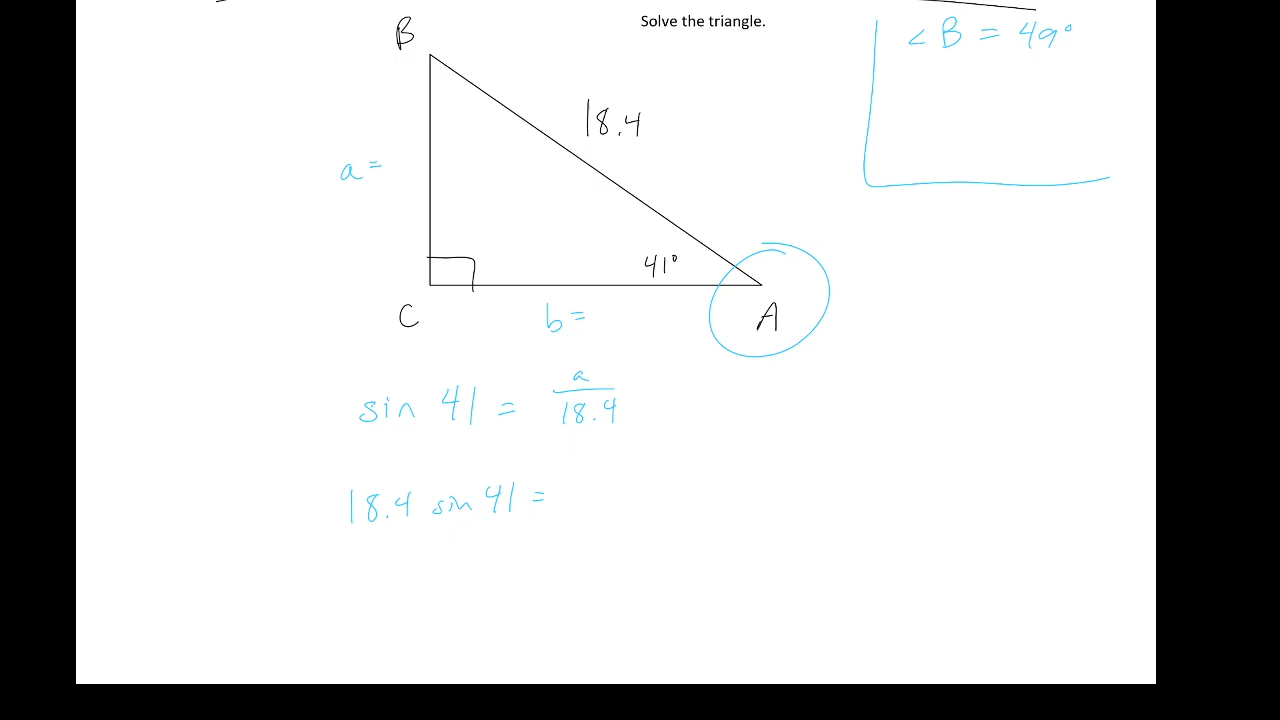 Solve the triangle.
B
∠ B = 49°
18.4
a =
41°
C
b =
A
sin 41 = a/18.4
18.4 sin 41 =